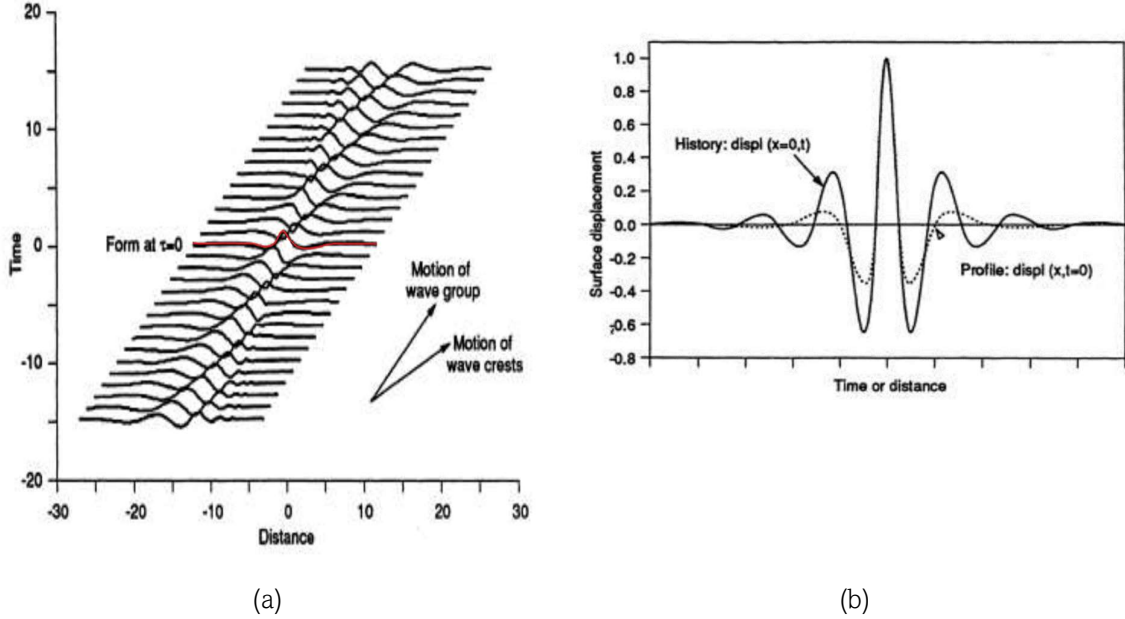 20
10
0
-10
-20
Time
Form at τ=0
Motion of
wave group
Motion of
wave crests
-30
-20
-10
0
10
20
30
Distance
(a)
1.0
0.8
0.6
0.4
0.2
0.0
-0.2
-0.4
-0.6
-0.8
Surface displacement
History: displ (x=0,t)
Profile: displ (x,t=0)
Time or distance
(b)